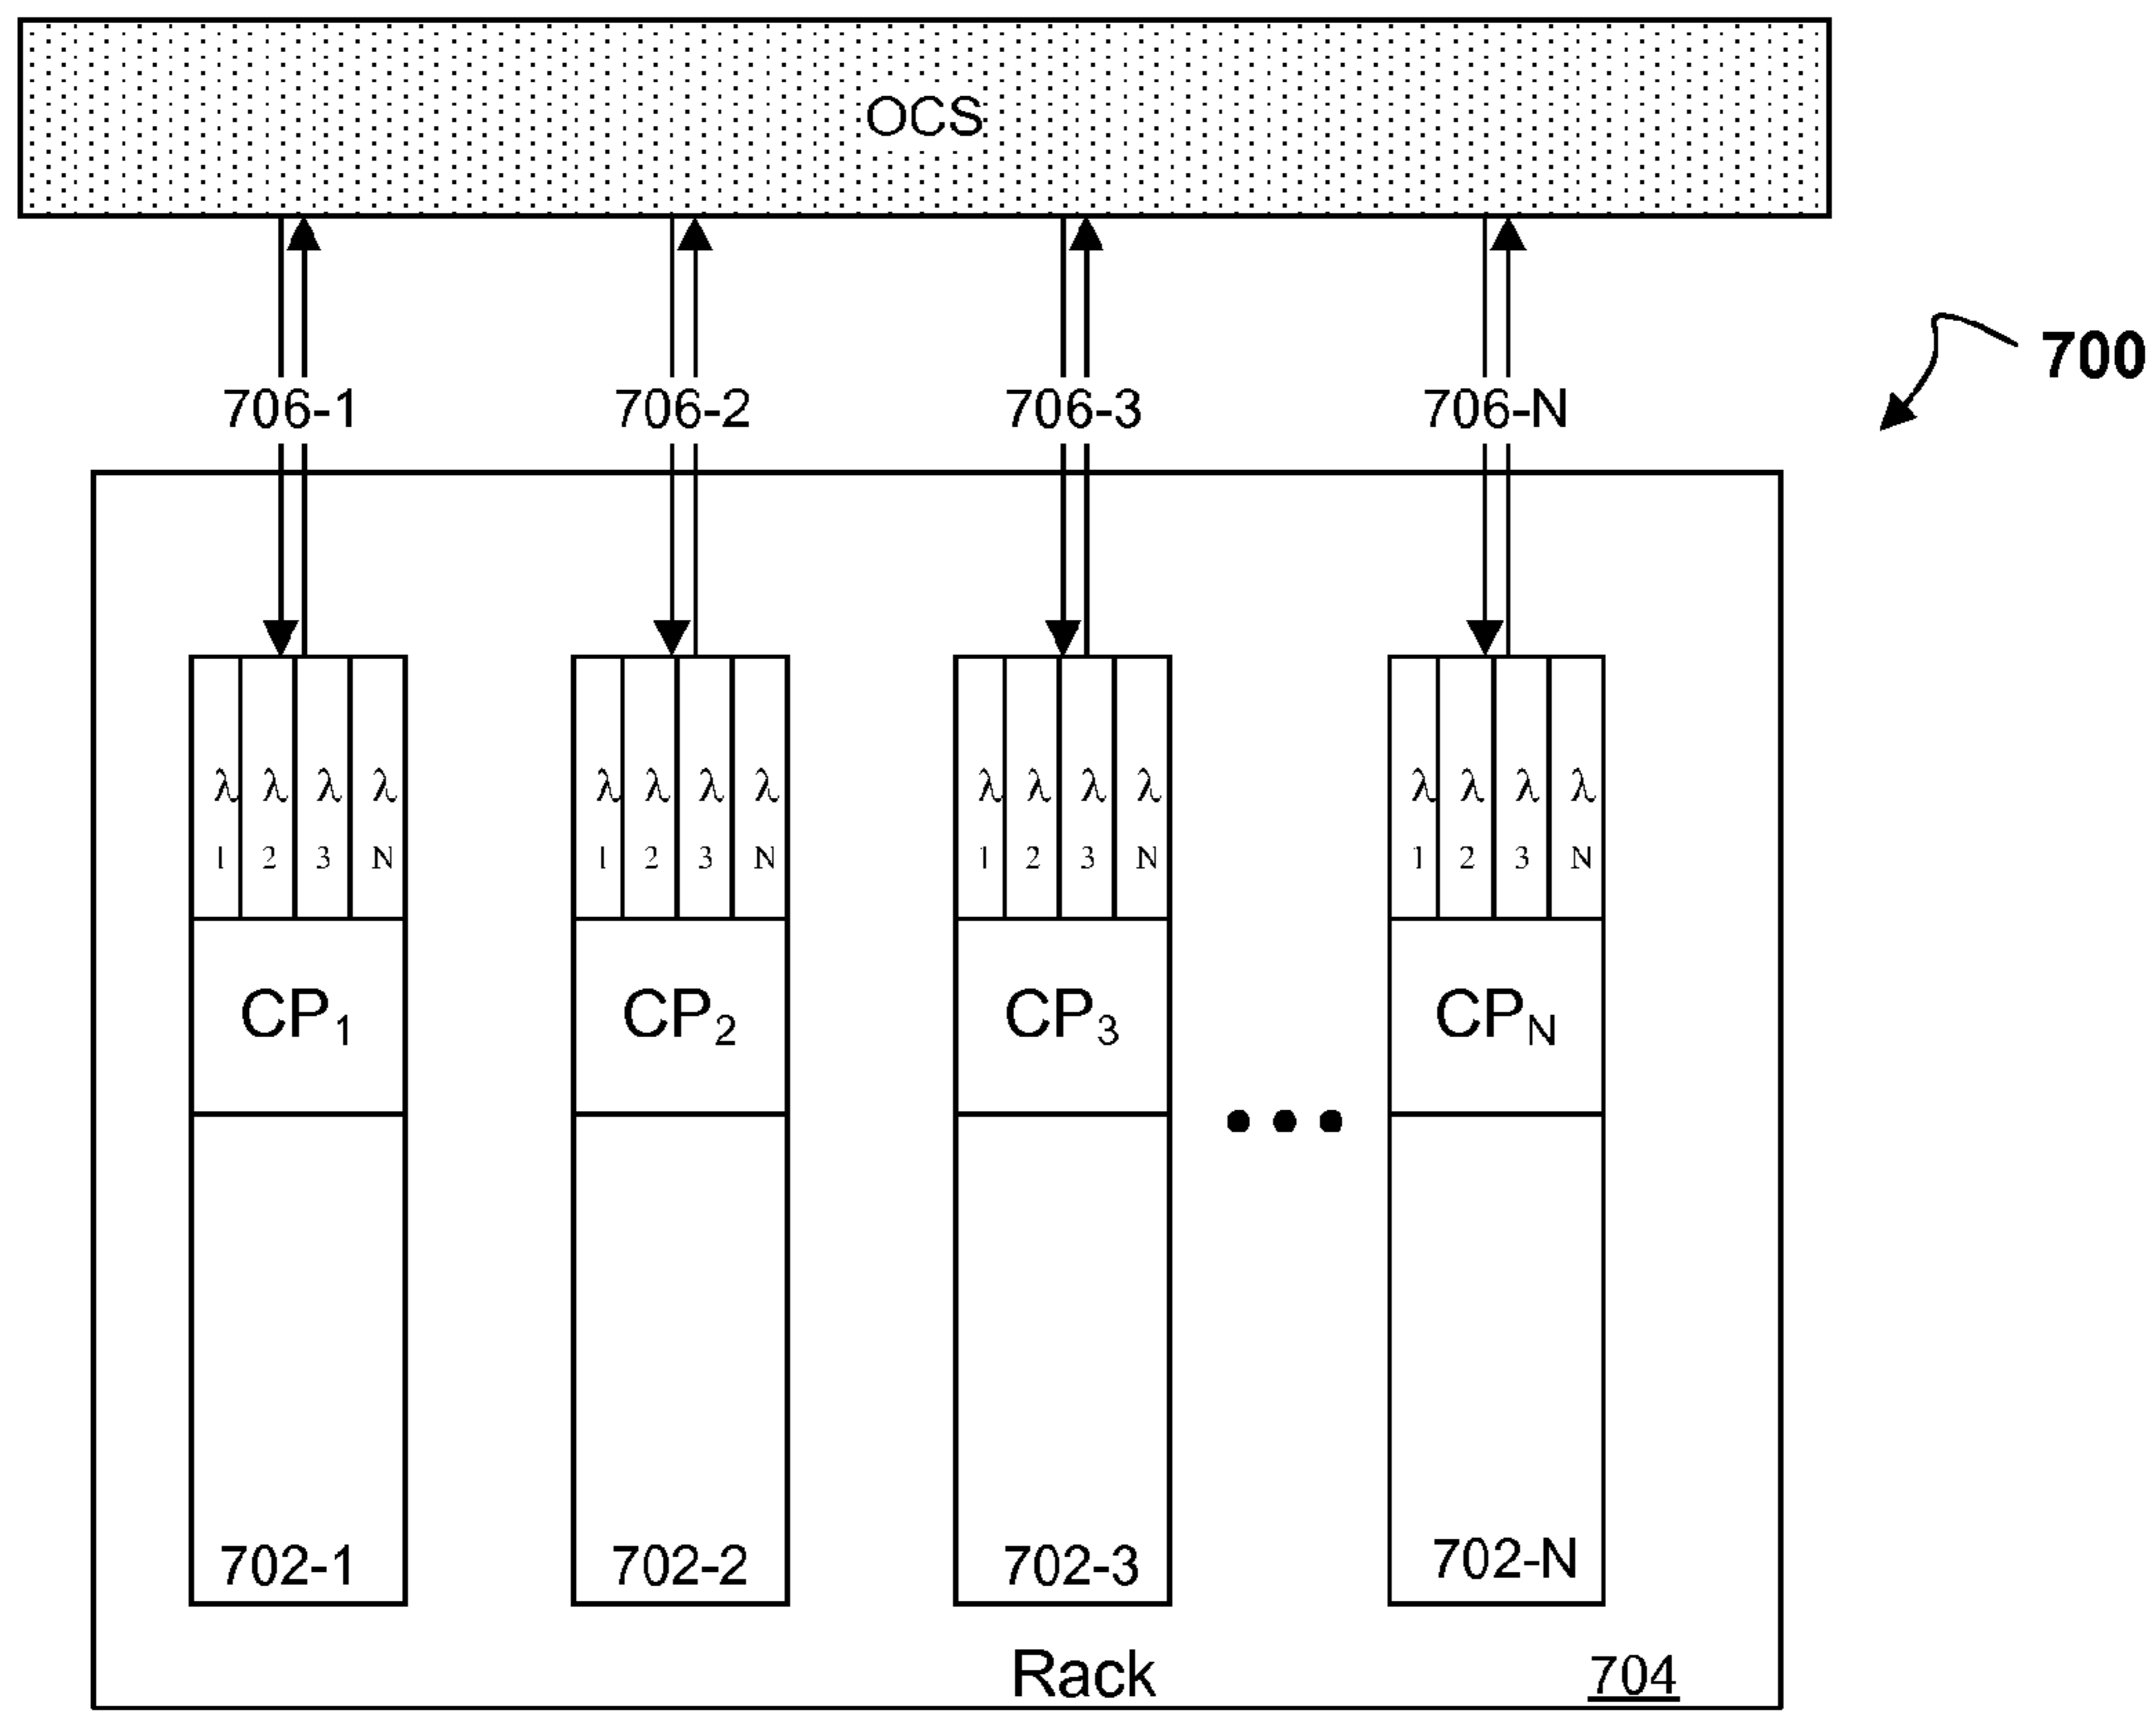 OCS
700
706-1 706-2 706-3 706-N
λ λ λ λ λ λ λ λ λ λ λ λ λ λ λ λ
1 2 3 N 1 2 3 N 1 2 3 N 1 2 3 N
CP1 CP2 CP3 CPN
702-1 702-2 702-3 702-N
Rack 704